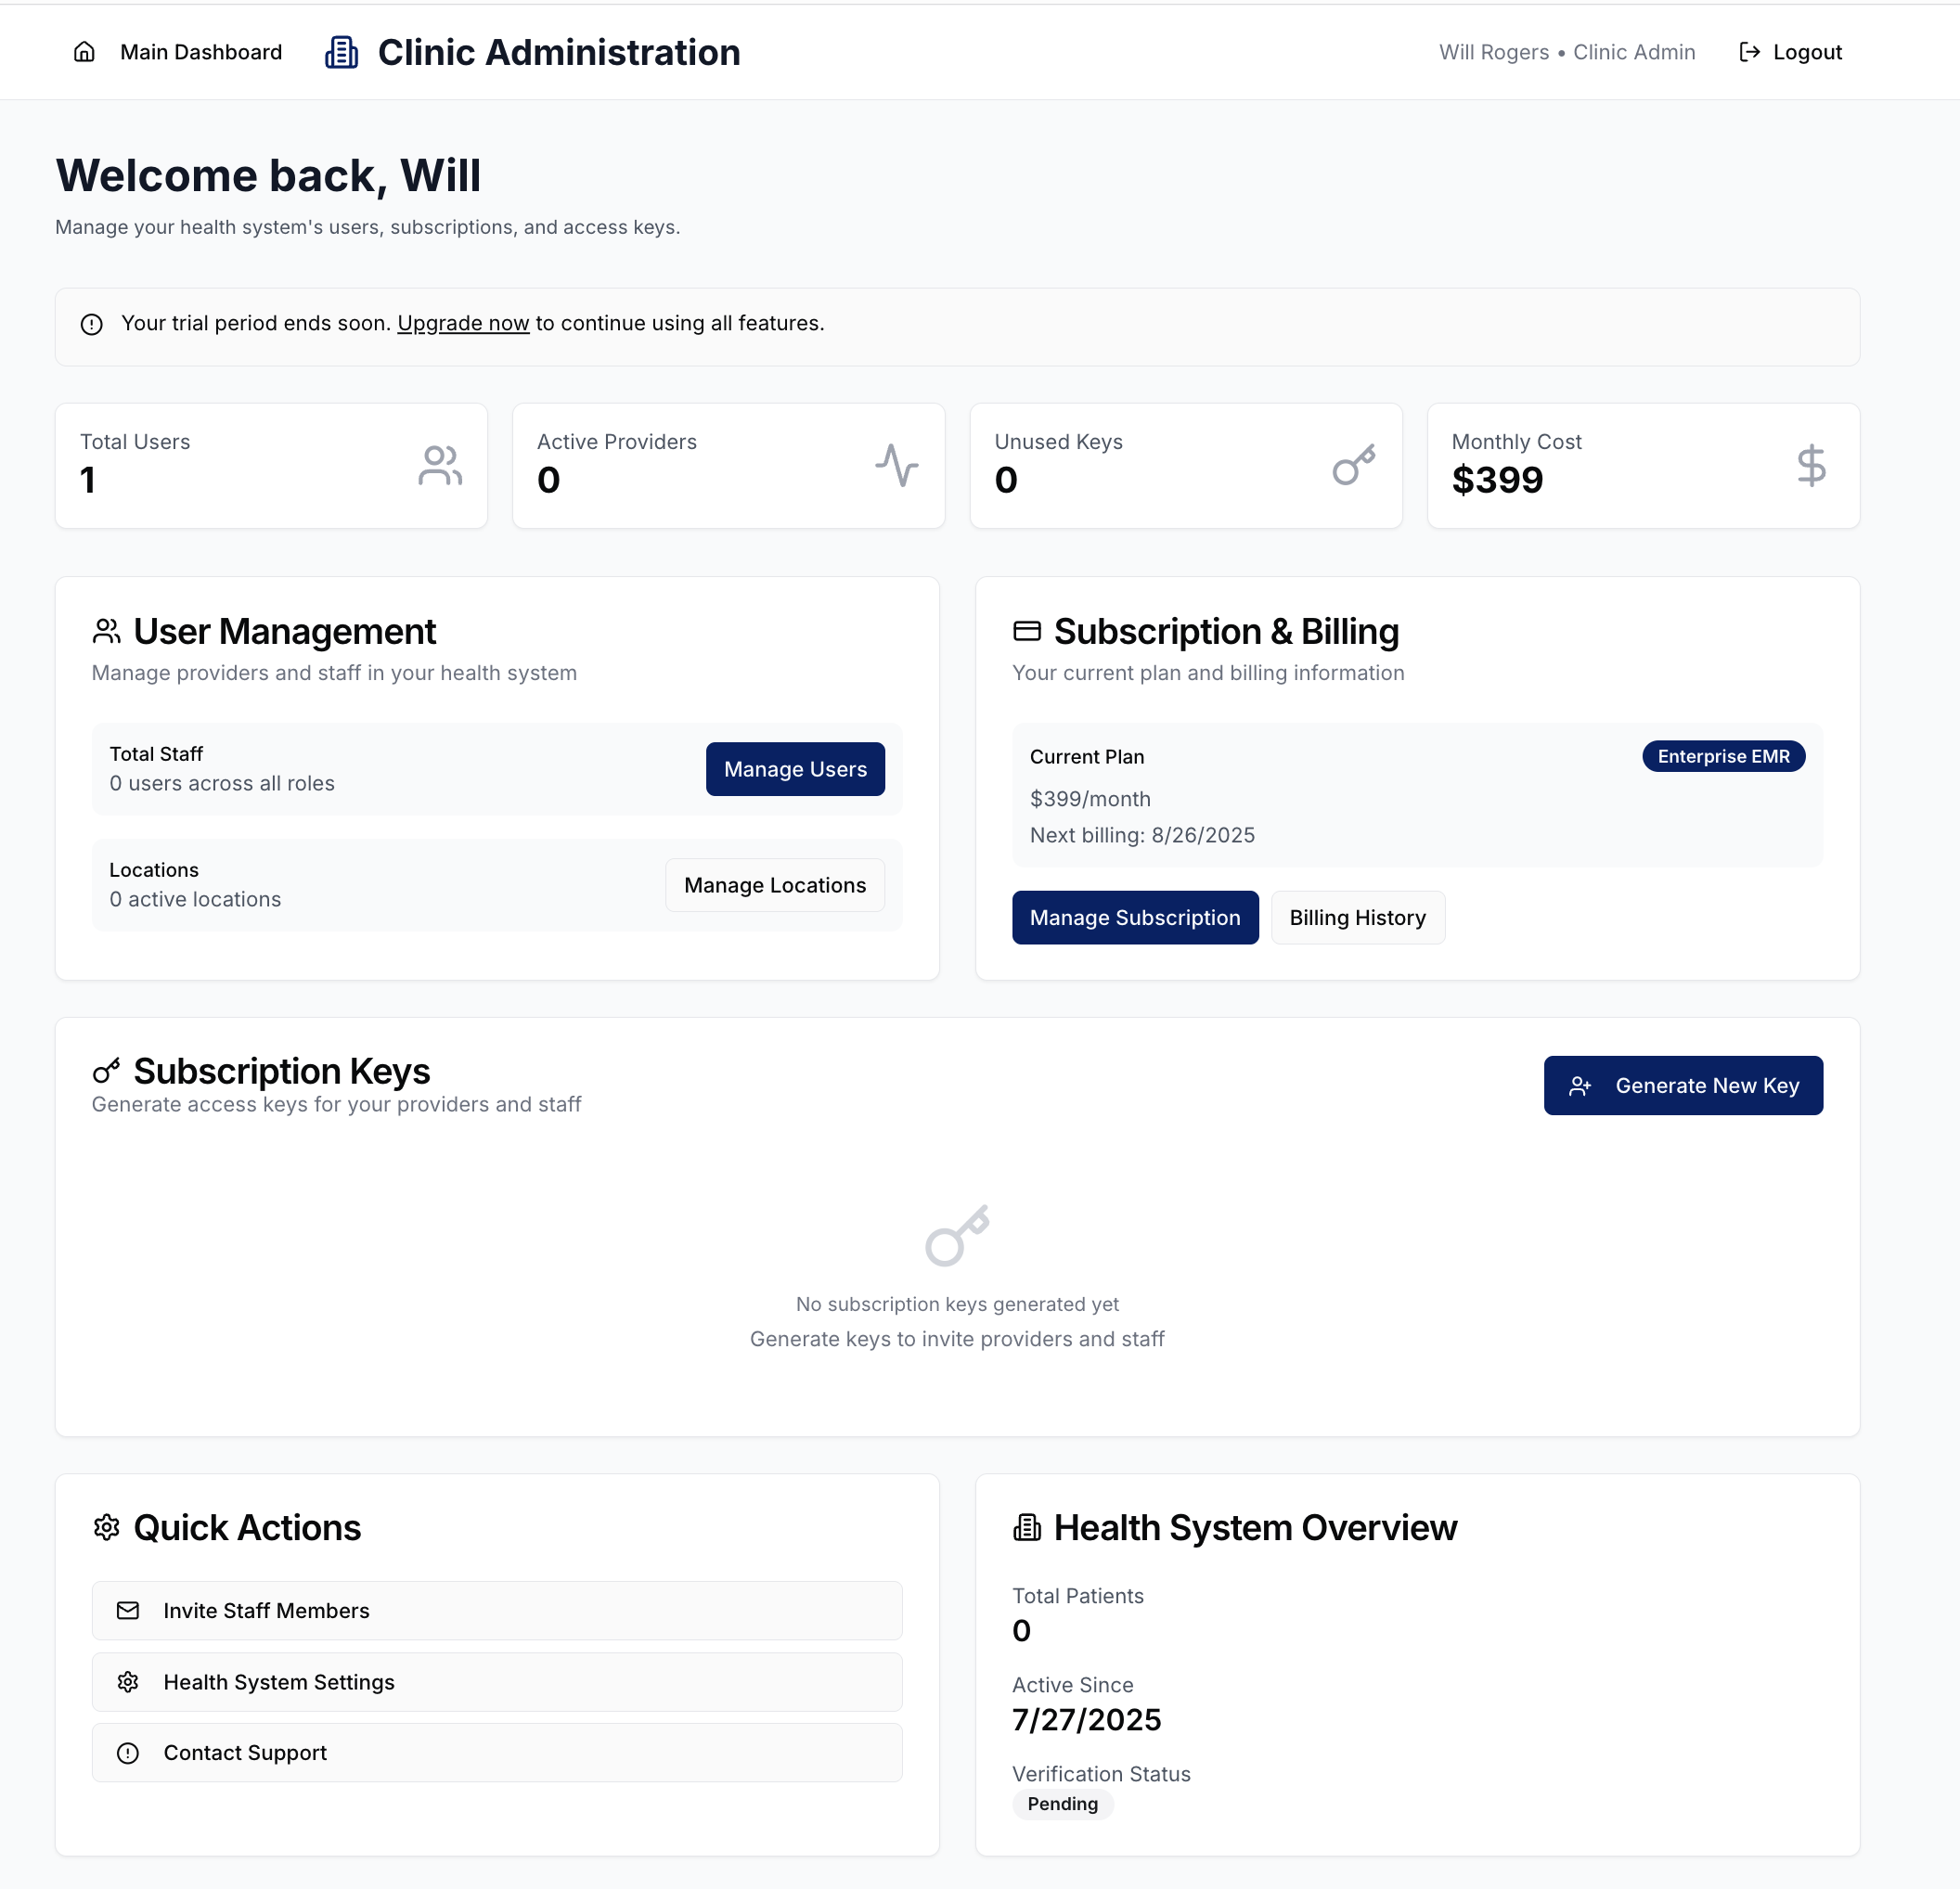 Main Dashboard
Clinic Administration
Will Rogers • Clinic Admin
Logout
Welcome back, Will
Manage your health system's users, subscriptions, and access keys.
Your trial period ends soon. Upgrade now to continue using all features.
Total Users
1
Active Providers
0
Unused Keys
0
Monthly Cost
$399
User Management
Manage providers and staff in your health system
Total Staff
0 users across all roles
Manage Users
Locations
0 active locations
Manage Locations
Subscription & Billing
Your current plan and billing information
Current Plan
Enterprise EMR
$399/month
Next billing: 8/26/2025
Manage Subscription
Billing History
Subscription Keys
Generate access keys for your providers and staff
Generate New Key
No subscription keys generated yet
Generate keys to invite providers and staff
Quick Actions
Invite Staff Members
Health System Settings
Contact Support
Health System Overview
Total Patients
0
Active Since
7/27/2025
Verification Status
Pending